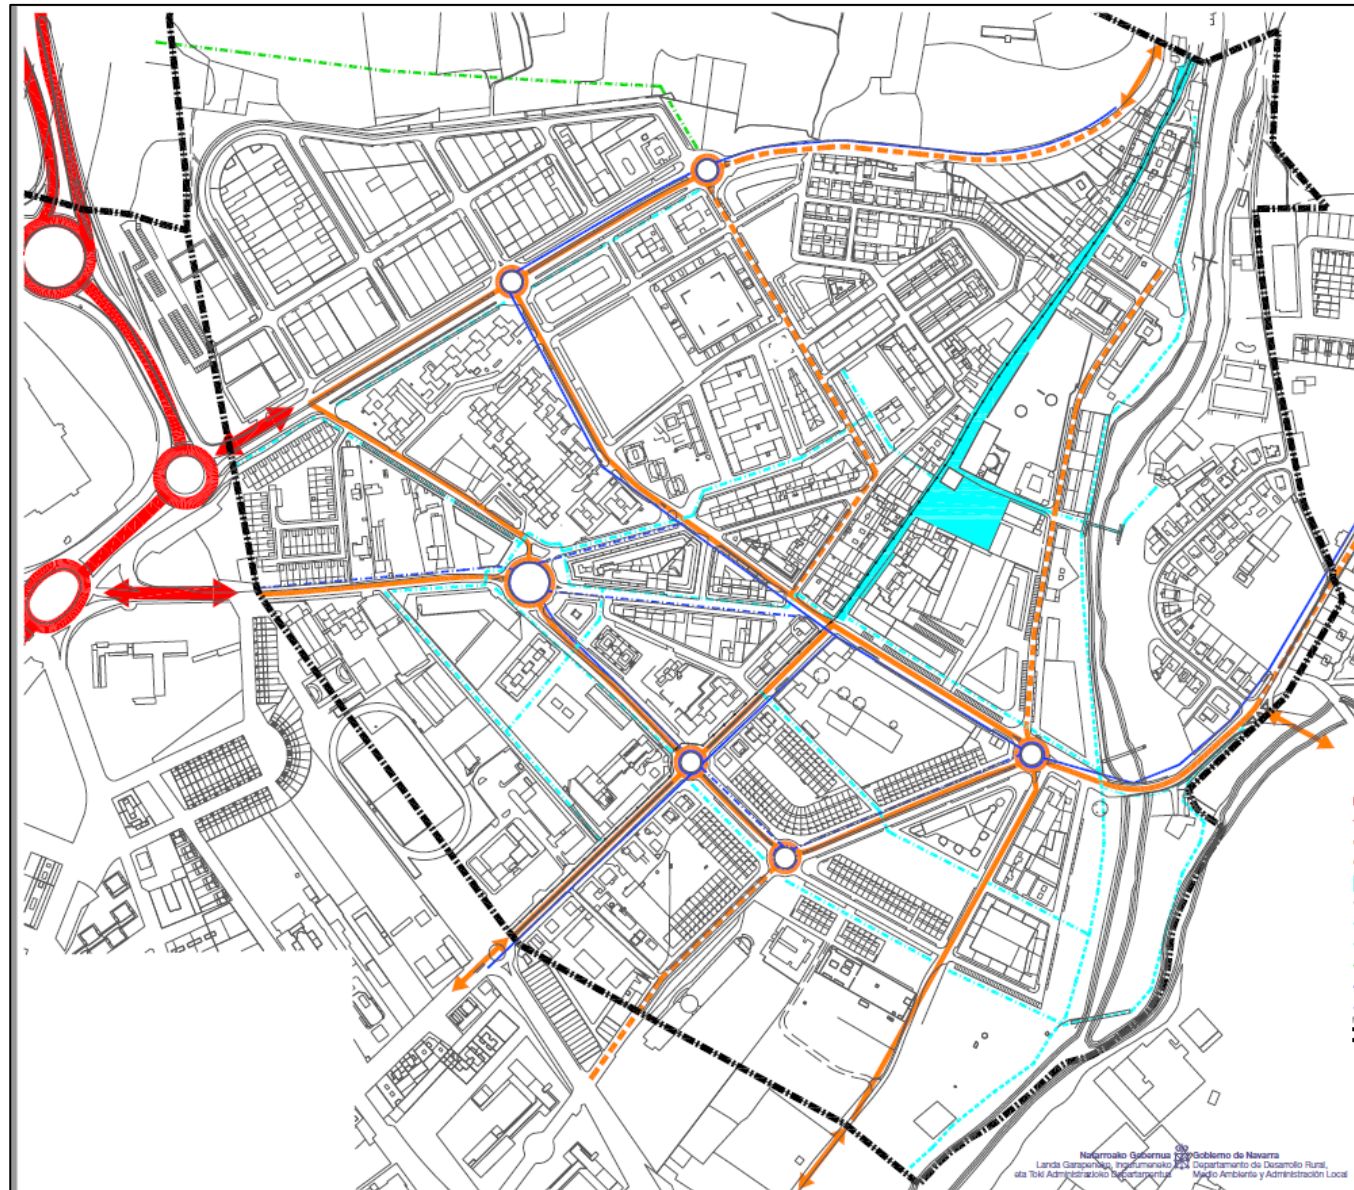 Nafarroako Gobernua
Landa Garapeneko, Ingurumeneko
eta Toki Administrazioko Departamentua
Gobierno de Navarra
Departamento de Desarrollo Rural,
Medio Ambiente y Administración Local